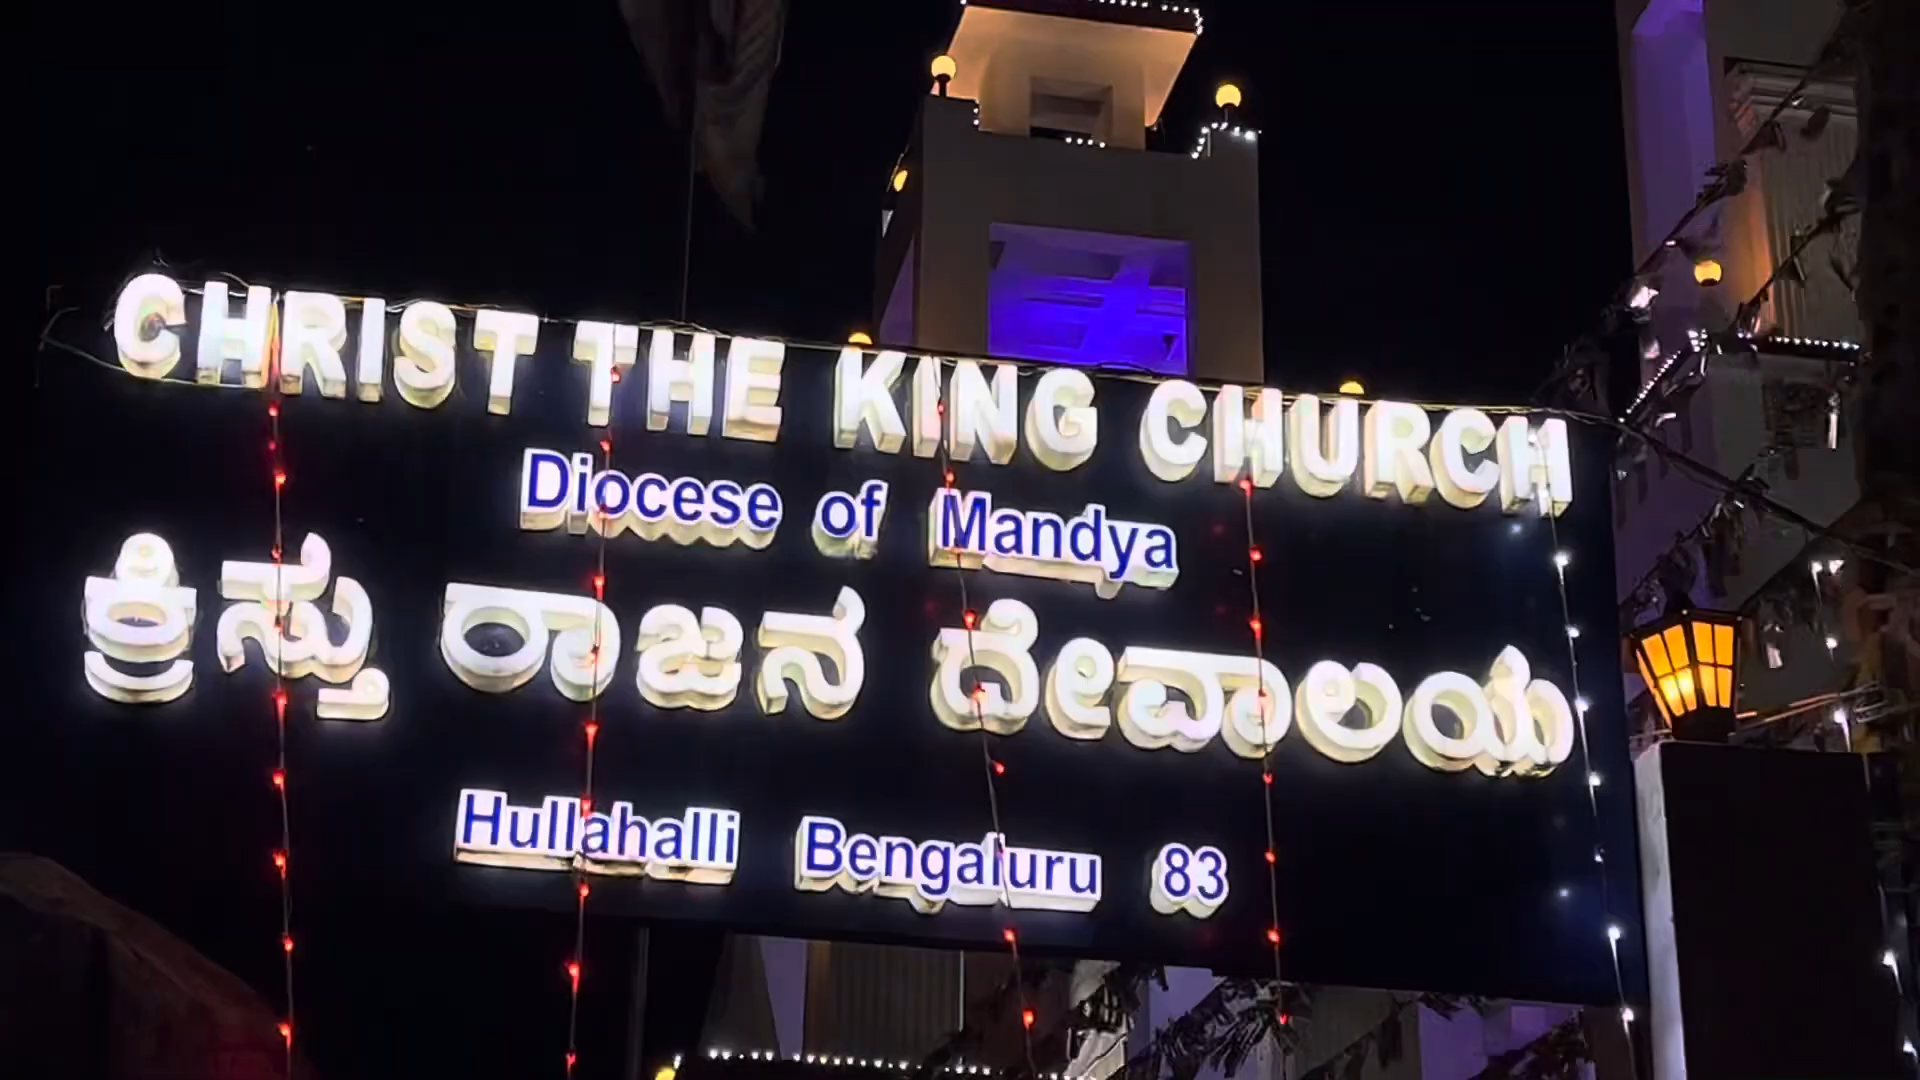 CHRIST THE KING CHURCH
Diocese of Mandya
ಕ್ರಿಸ್ತು ರಾಜನ ದೇವಾಲಯ
Hullahalli Bengaluru 83